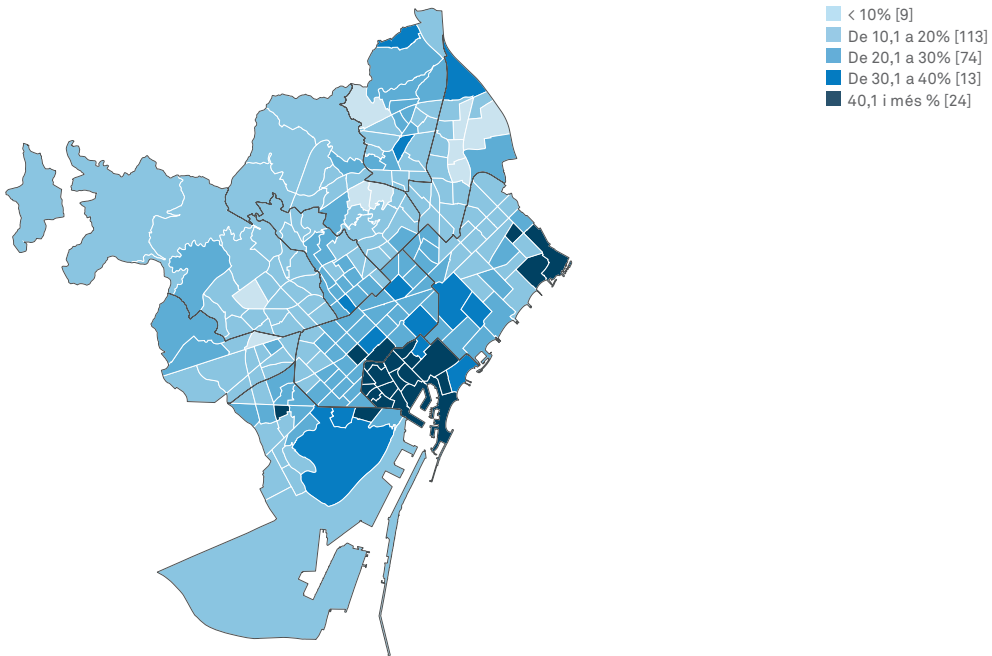 < 10% [9]
De 10,1 a 20% [113]
De 20,1 a 30% [74]
De 30,1 a 40% [13]
40,1 i més % [24]